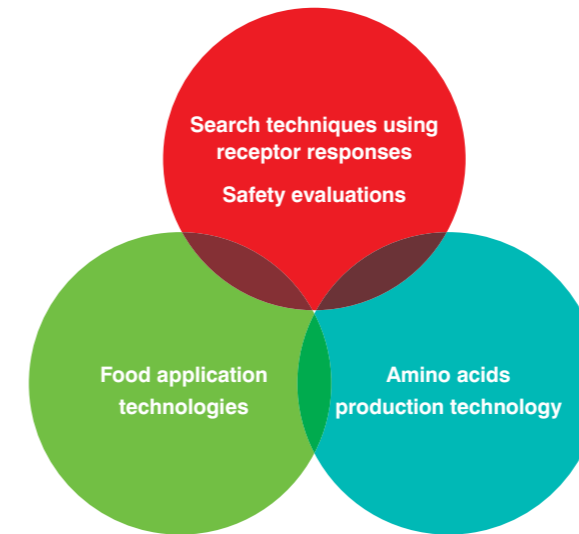 Search techniques using
receptor responses
Safety evaluations
Food application
technologies
Amino acids
production technology